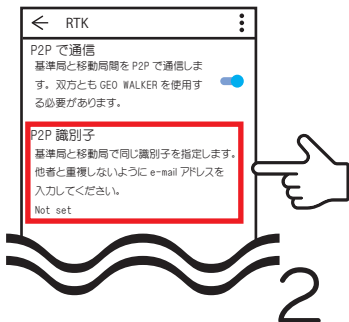 ← RTK
P2P で通信
基準局と移動局間を P2P で通信しま
す。双方とも GEO WALKER を使用す
る必要があります。
P2P 識別子
基準局と移動局で同じ識別子を指定します。
他者と重複しないように e-mail アドレスを
入力してください。
Not set
2